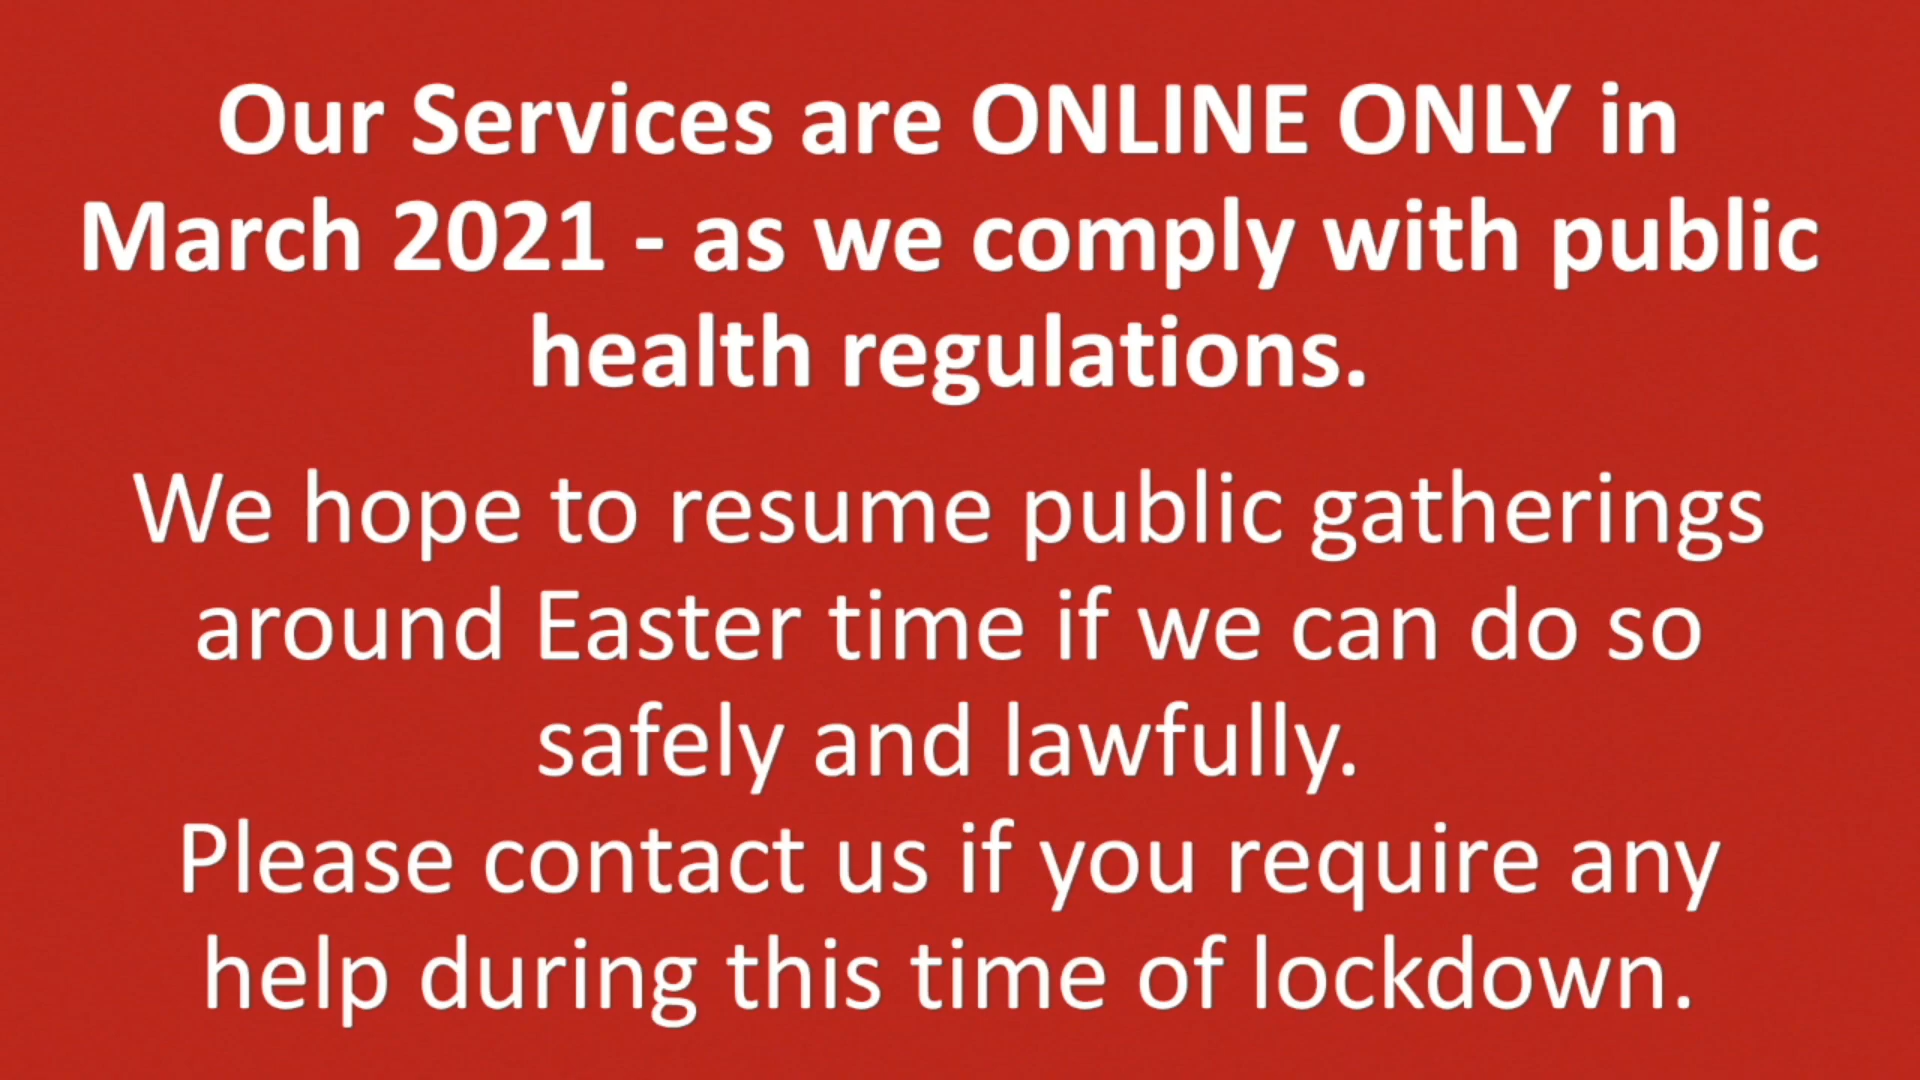 Our Services are ONLINE ONLY in
March 2021 - as we comply with public
health regulations.
We hope to resume public gatherings
around Easter time if we can do so
safely and lawfully.
Please contact us if you require any
help during this time of lockdown.